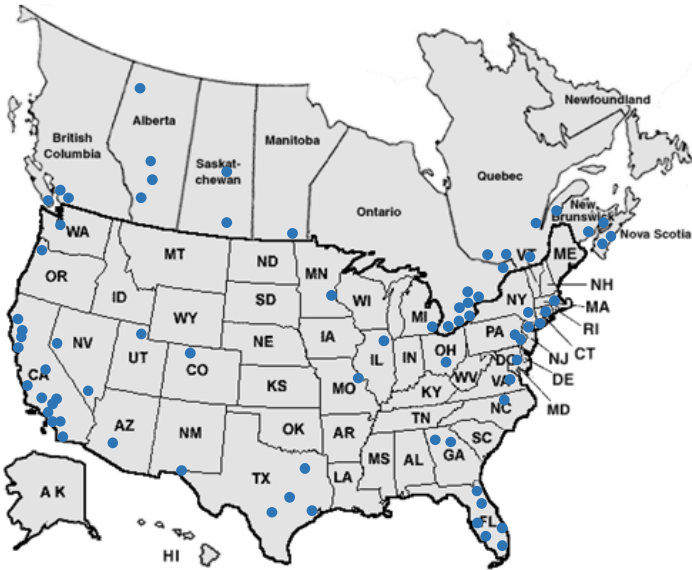 Newfoundland
Alberta
British
Columbia
Manitoba
Saskat-
chewan
Quebec
Ontario
New
Brunswick
Nova Scotia
WA
MT
ND
MN
VT
ME
OR
ID
SD
WI
MI
NY
NH
MA
RI
WY
NE
IA
PA
CT
NV
UT
CO
IL
IN
OH
NJ
DC
DE
CA
KS
MO
WV
VA
MD
KY
NC
TN
AZ
NM
OK
AR
SC
MS
AL
GA
TX
LA
AK
FL
HI